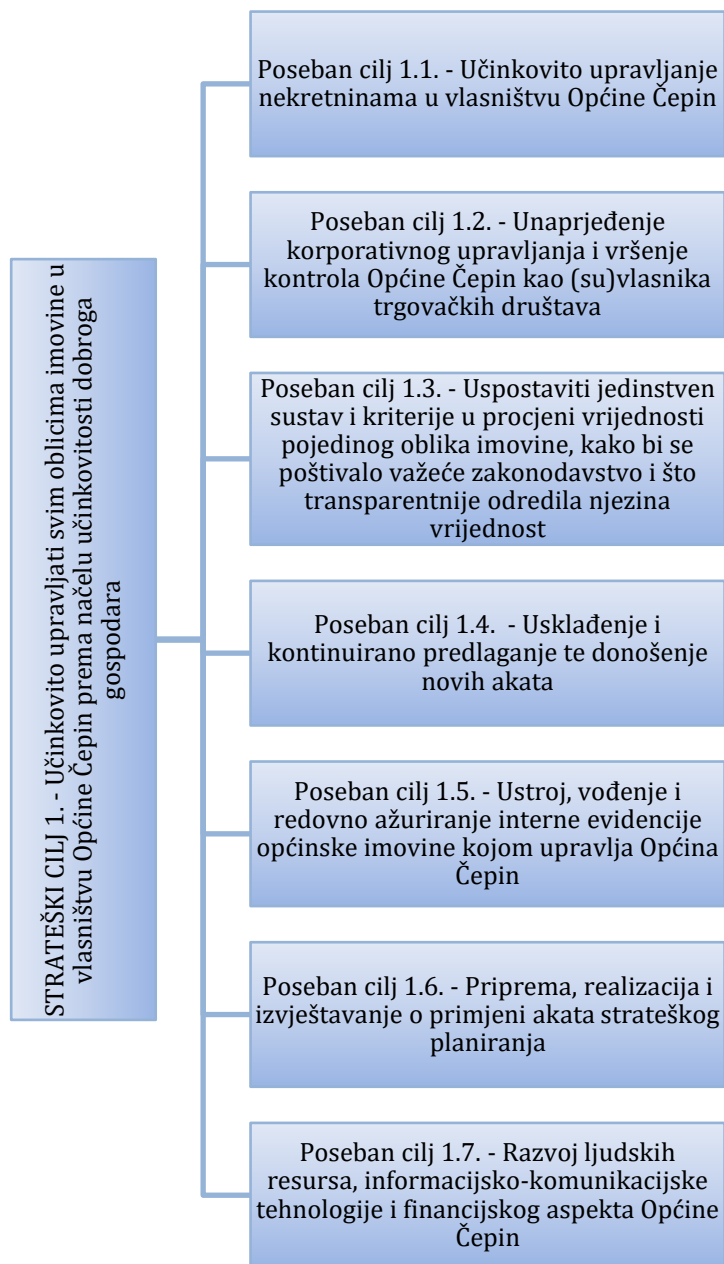 STRATEŠKI CILJ 1. - Učinkovito upravljati svim oblicima imovine u
vlasništvu Općine Čepin prema načelu učinkovitosti dobroga
gospodara
Poseban cilj 1.1. - Učinkovito upravljanje
nekretninama u vlasništvu Općine Čepin
Poseban cilj 1.2. - Unaprjeđenje
korporativnog upravljanja i vršenje
kontrola Općine Čepin kao (su)vlasnika
trgovačkih društava
Poseban cilj 1.3. - Uspostaviti jedinstven
sustav i kriterije u procjeni vrijednosti
pojedinog oblika imovine, kako bi se
poštivalo važeće zakonodavstvo i što
transparentnije odredila njezina
vrijednost
Poseban cilj 1.4. - Usklađenje i
kontinuirano predlaganje te donošenje
novih akata
Poseban cilj 1.5. - Ustroj, vođenje i
redovno ažuriranje interne evidencije
općinske imovine kojom upravlja Općina
Čepin
Poseban cilj 1.6. - Priprema, realizacija i
izvještavanje o primjeni akata strateškog
planiranja
Poseban cilj 1.7. - Razvoj ljudskih
resursa, informacijsko-komunikacijske
tehnologije i financijskog aspekta Općine
Čepin